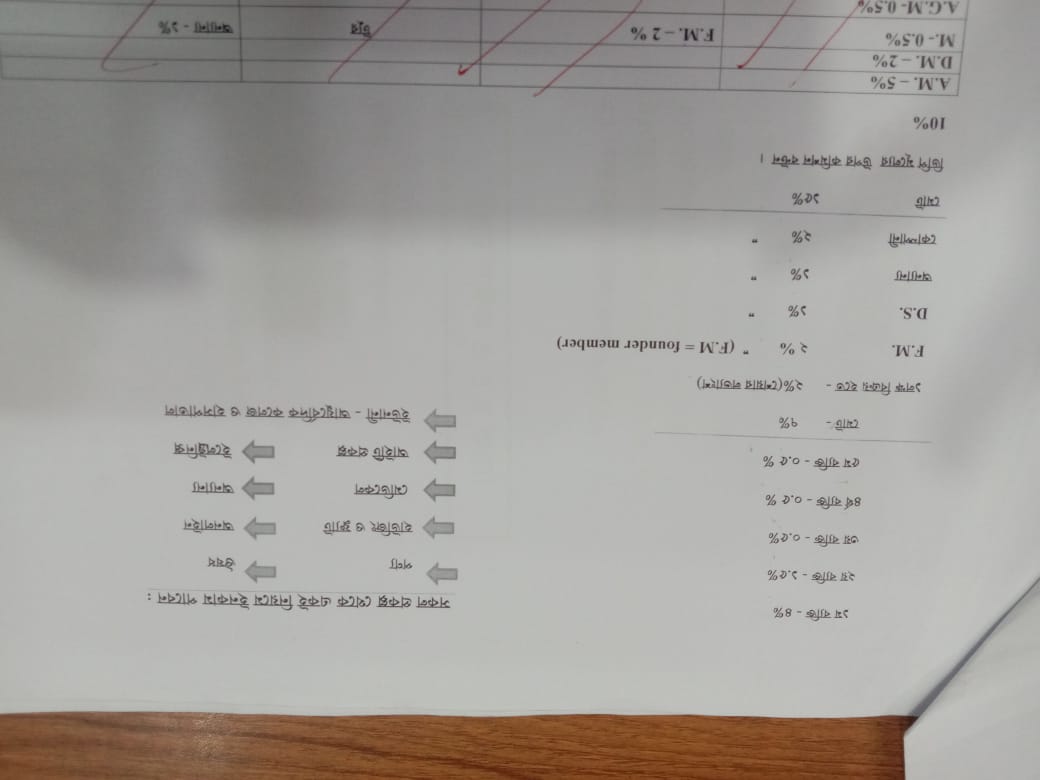 ১ম ব্যক্তি - ৪%
২য় ব্যক্তি - ১.৫%
৩য় ব্যক্তি - ০.৫%
৪র্থ ব্যক্তি - ০.৫ %
৫ম ব্যক্তি - ০.৫ %
মোট - ৭%
১লক্ষ বিক্রয় হতে - ২%(শেয়ার লভ্যাংশ)
F.M. ২ % " (F.M = founder member)
D.S. ১% "
অন্যান্য ১% "
কোম্পানী ২% "
মোট ১৫%
ডিপি মূল্যের উপর কমিশন বন্টন ।
10%
সকল প্রকল্প থেকে একই নিয়মে ইনকাম পাবেন :
পণ্য ঔষধ
হাউজিং ও ফ্ল্যাট অনলাইন
মেডিকেল অন্যান্য
আইটি প্রকল্প ইলেক্ট্রনিক্স
ইউনানী - আয়ুর্বেদিক কলেজ ও হাসপাতাল
A.M. – 5%
D.M. – 2%
M.- 0.5% F.M. – 2 % ট্যুর অন্যান্য - ১%
A.G.M- 0.5%